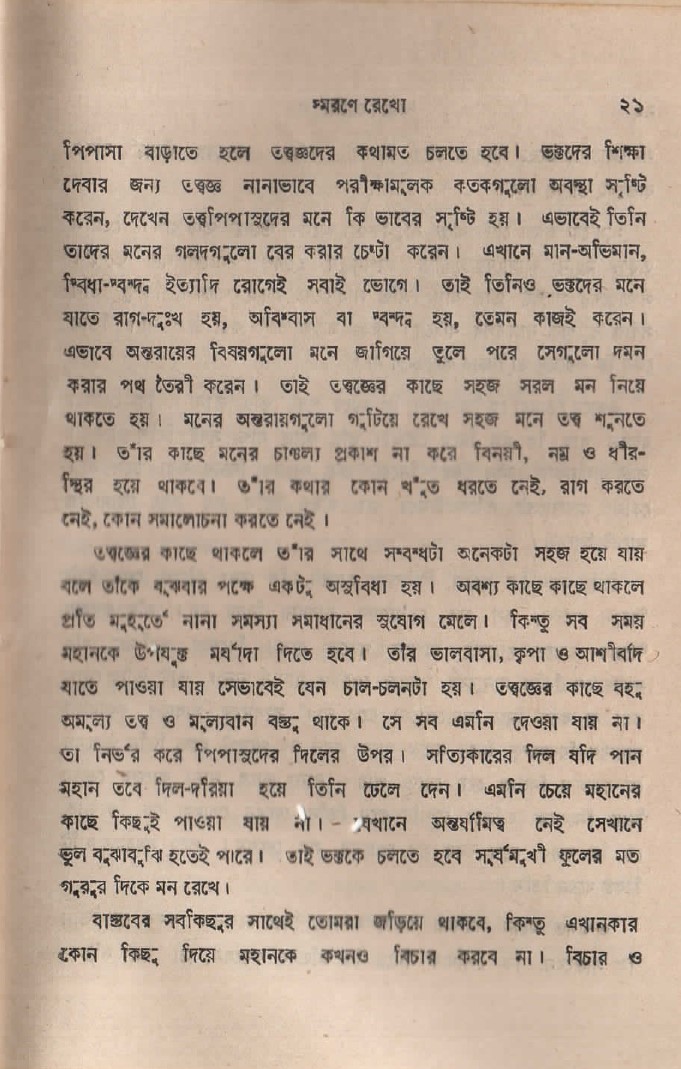 স্মরণে রেখো ২১
পিপাসা বাড়াতে হলে তত্ত্বজ্ঞদের কথামত চলতে হবে। ভক্তদের শিক্ষা
দেবার জন্য তত্ত্বজ্ঞ নানাভাবে পরীক্ষামূলক কতকগুলো অবস্থা সৃষ্টি
করেন, দেখেন তত্ত্বপিপাসুদের মনে কি ভাবের সৃষ্টি হয়। এভাবেই তিনি
তাদের মনের গলদগুলো বের করার চেষ্টা করেন। এখানে মান-অভিমান,
দ্বিধা-দ্বন্দ্ব ইত্যাদি রোগেই সবাই ভোগে। তাই তিনিও ভক্তদের মনে
যাতে রাগ-দুঃখ হয়, অবিশ্বাস বা দ্বন্দ্ব হয়, তেমন কাজই করেন।
এভাবে অন্তরায়ের বিষয়গুলো মনে জাগিয়ে তুলে পরে সেগুলো দমন
করার পথ তৈরী করেন। তাই তত্ত্বজ্ঞের কাছে সহজ সরল মন নিয়ে
থাকতে হয়। মনের অন্তরায়গুলো গুটিয়ে রেখে সহজ মনে তত্ত্ব শুনতে
হয়। তাঁর কাছে মনের চাঞ্চল্য প্রকাশ না করে বিনয়ী, নম্র ও ধীর-
স্থির হয়ে থাকবে। তাঁর কথার কোন খুঁত ধরতে নেই, রাগ করতে
নেই, কোন সমালোচনা করতে নেই।
তত্ত্বজ্ঞের কাছে থাকলে তাঁর সাথে সম্বন্ধটা অনেকটা সহজ হয়ে যায়
বলে তাঁকে বুঝবার পক্ষে একটু অসুবিধা হয়। অবশ্য কাছে কাছে থাকলে
প্রতি মুহূর্তে নানা সমস্যা সমাধানের সুযোগ মেলে। কিন্তু সব সময়
মহানকে উপযুক্ত মর্যাদা দিতে হবে। তাঁর ভালবাসা, কৃপা ও আশীর্বাদ
যাতে পাওয়া যায় সেভাবেই যেন চাল-চলনটা হয়। তত্ত্বজ্ঞের কাছে বহু
অমূল্য তত্ত্ব ও মূল্যবান বস্তু থাকে। সে সব এমনি দেওয়া যায় না।
তা নির্ভর করে পিপাসুদের দিলের উপর। সত্যিকারের দিল যদি পান
মহান তবে দিল-দরিয়া হয়ে তিনি ঢেলে দেন। এমনি চেয়ে মহানের
কাছে কিছুই পাওয়া যায় না। যেখানে অন্তর্যামিত্ব নেই সেখানে
ভুল বুঝাবুঝি হতেই পারে। তাই ভক্তকে চলতে হবে সূর্যমুখী ফুলের মত
গুরুর দিকে মন রেখে।
বাস্তবের সবকিছুর সাথেই তোমরা জড়িয়ে থাকবে, কিন্তু এখানকার
কোন কিছু দিয়ে মহানকে কখনও বিচার করবে না। বিচার ও